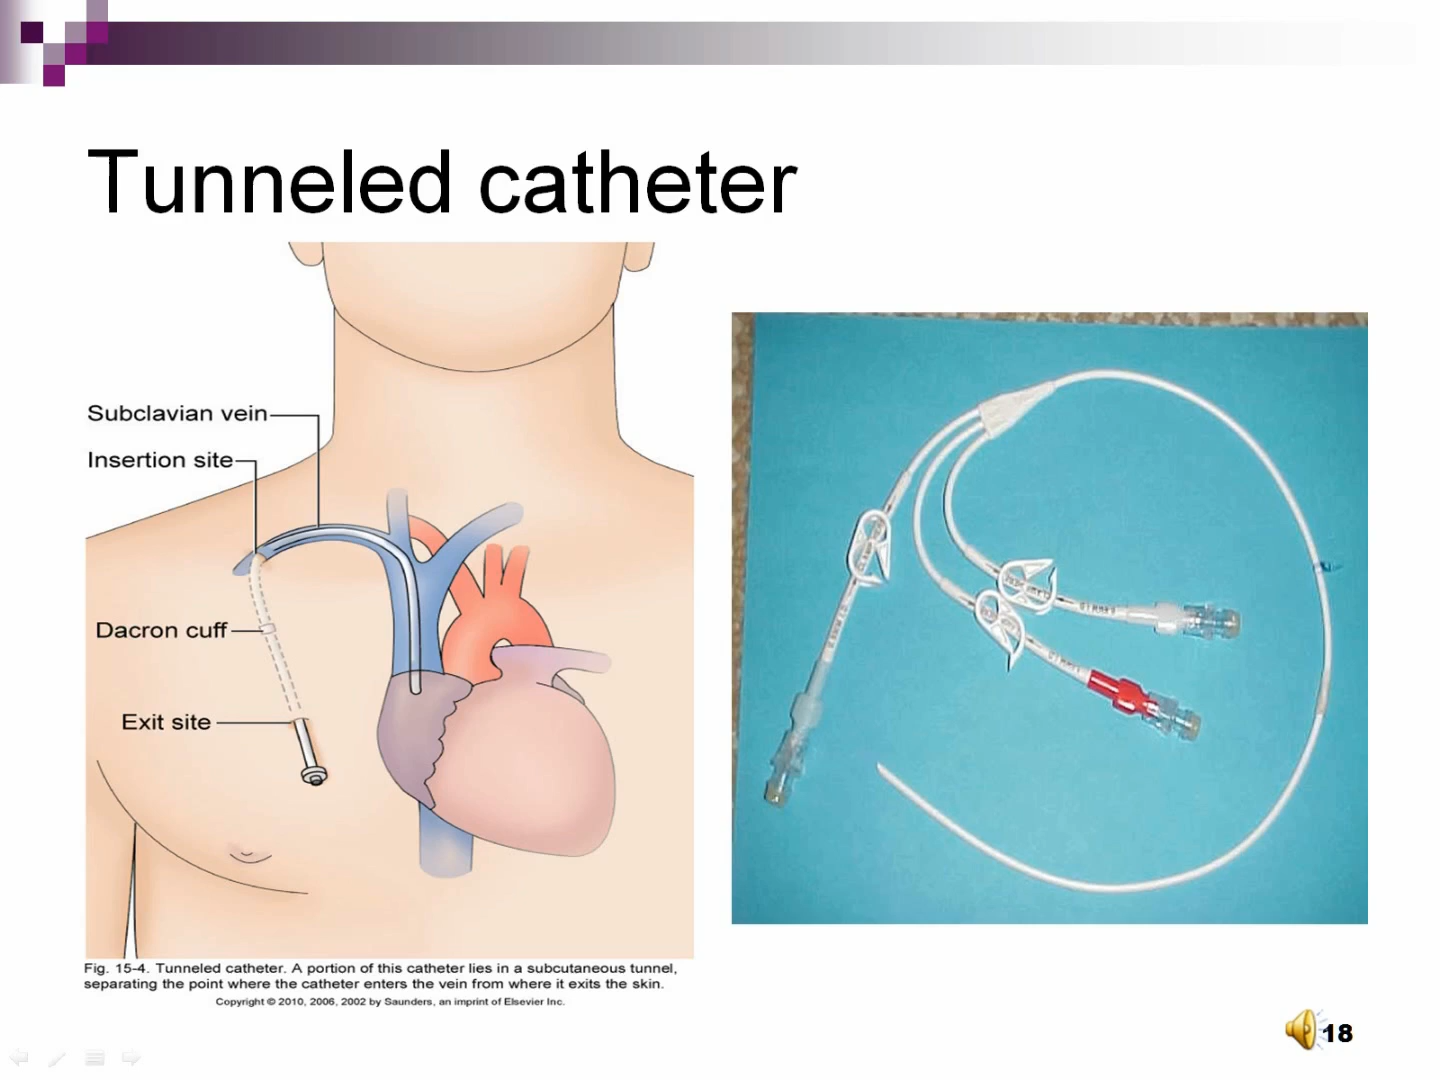 Tunneled catheter
Subclavian vein
Insertion site
Dacron cuff
Exit site
Fig. 15-4. Tunneled catheter. A portion of this catheter lies in a subcutaneous tunnel,
separating the point where the catheter enters the vein from where it exits the skin.
Copyright © 2010, 2006, 2002 by Saunders, an imprint of Elsevier Inc.
18